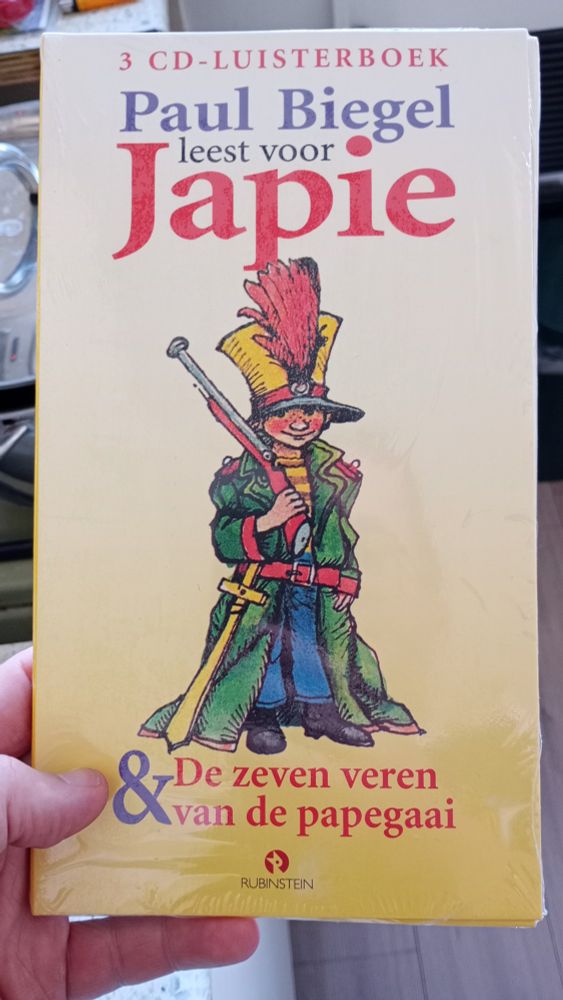 3 CD-LUISTERBOEK
Paul Biegel
leest voor
Japie
& De zeven veren
van de papegaai
RUBINSTEIN